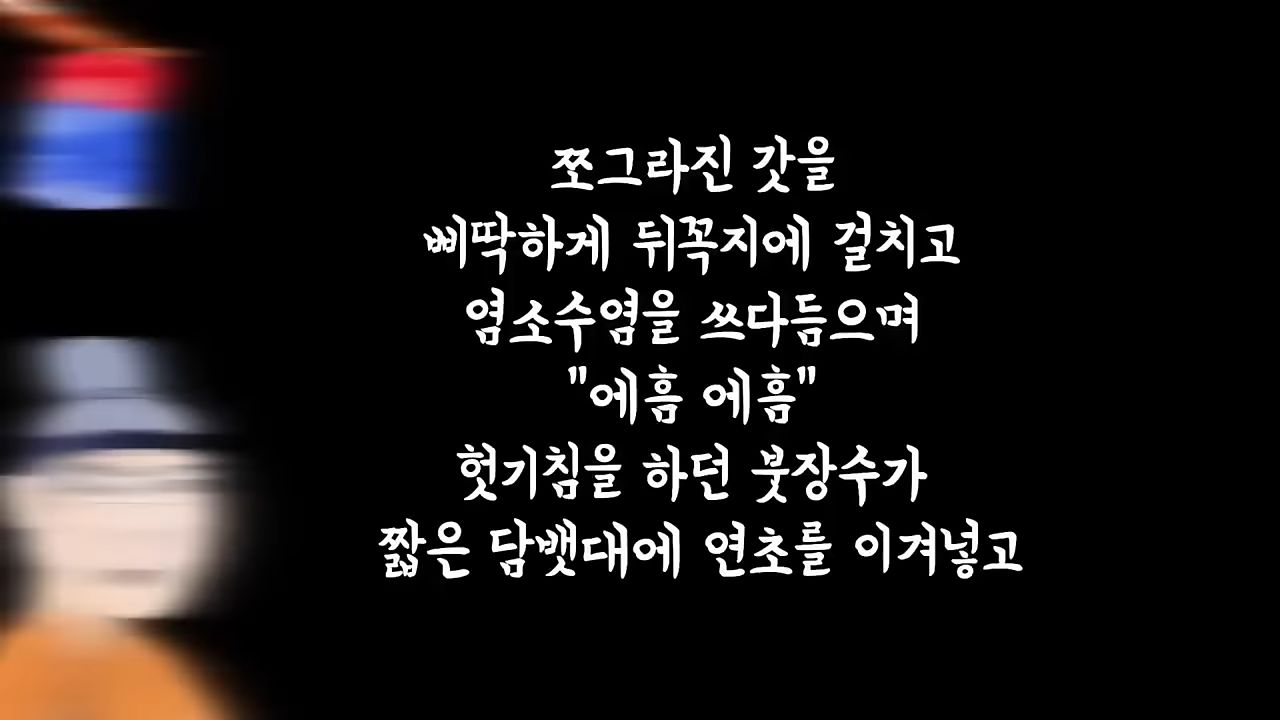 쪼그라진 갓을
삐딱하게 뒤꼭지에 걸치고
염소수염을 쓰다듬으며
"에흠 에흠"
헛기침을 하던 붓장수가
짧은 담뱃대에 연초를 이겨넣고